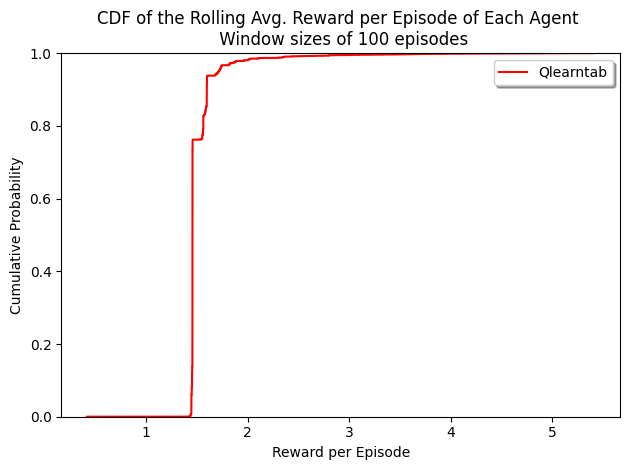 CDF of the Rolling Avg. Reward per Episode of Each Agent
Window sizes of 100 episodes
Qlearntab
1.0
0.8
0.6
0.4
0.2
0.0
Cumulative Probability
1 2 3 4 5
Reward per Episode